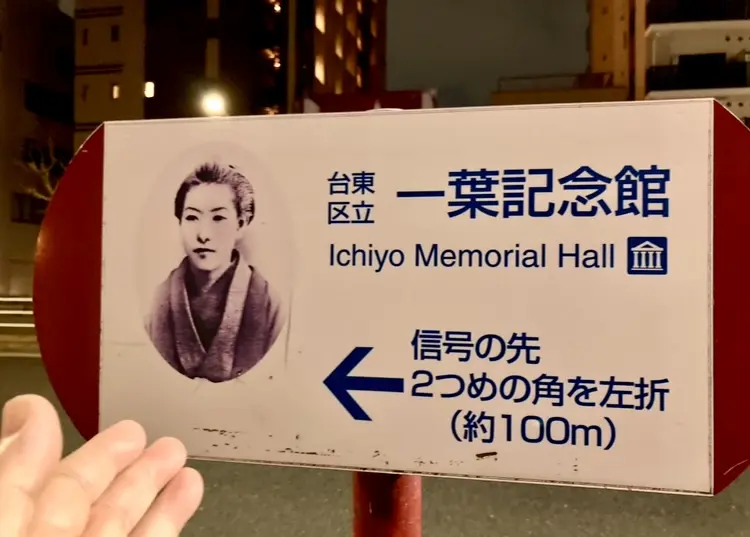 台東
区立
一葉記念館
Ichiyo Memorial Hall
信号の先
2つめの角を左折
（約100m）